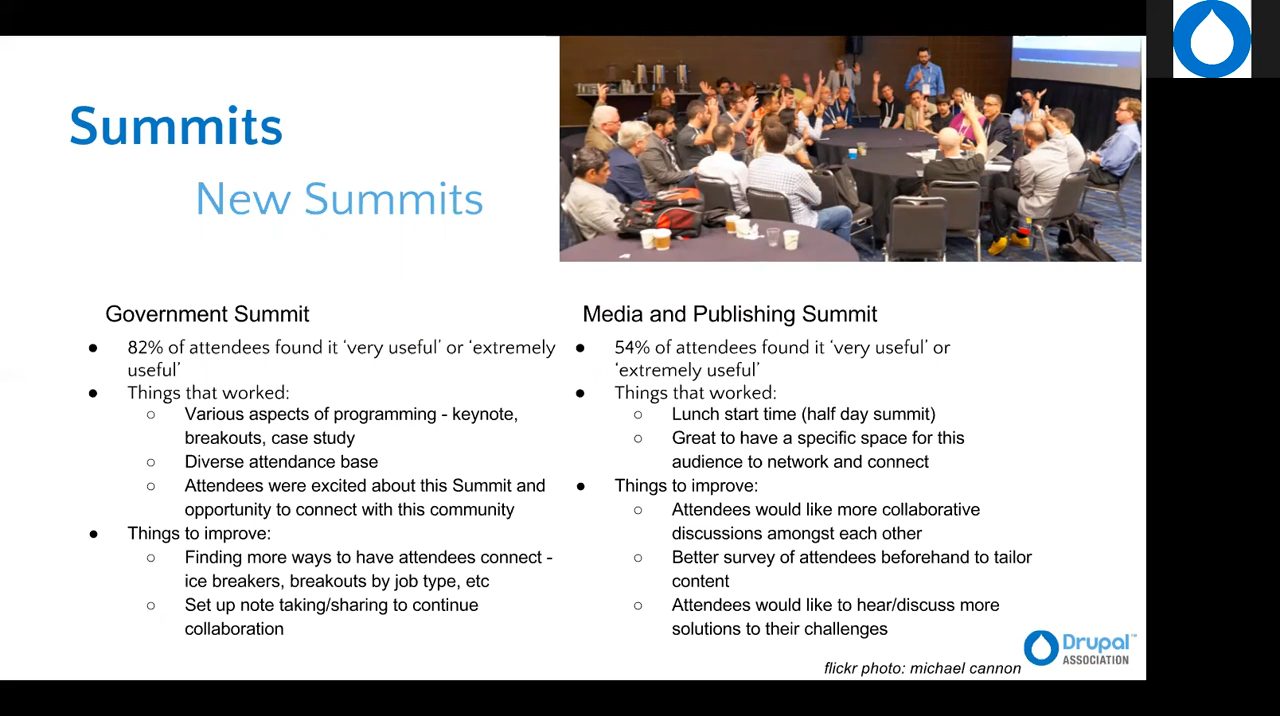 Summits
New Summits
Government Summit
● 82% of attendees found it ‘very useful’ or ‘extremely
useful’
● Things that worked:
○ Various aspects of programming - keynote,
breakouts, case study
○ Diverse attendance base
○ Attendees were excited about this Summit and
opportunity to connect with this community
● Things to improve:
○ Finding more ways to have attendees connect -
ice breakers, breakouts by job type, etc
○ Set up note taking/sharing to continue
collaboration
Media and Publishing Summit
● 54% of attendees found it ‘very useful’ or
‘extremely useful’
● Things that worked:
○ Lunch start time (half day summit)
○ Great to have a specific space for this
audience to network and connect
● Things to improve:
○ Attendees would like more collaborative
discussions amongst each other
○ Better survey of attendees beforehand to tailor
content
○ Attendees would like to hear/discuss more
solutions to their challenges
Drupal™
ASSOCIATION
flickr photo: michael cannon